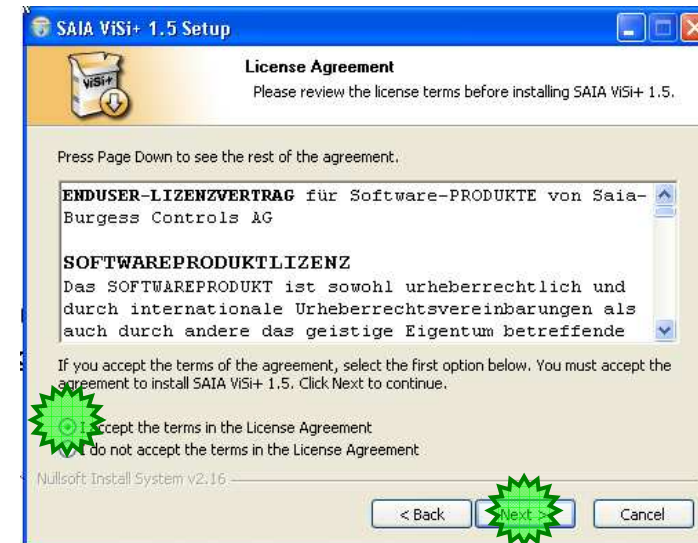 SAIA ViSi+ 1.5 Setup
ViSi+
License Agreement
Please review the license terms before installing SAIA ViSi+ 1.5.
Press Page Down to see the rest of the agreement.
ENDUSER-LIZENZVERTRAG für Software-PRODUKTE von Saia-
Burgess Controls AG
SOFTWAREPRODUKTLIZENZ
Das SOFTWAREPRODUKT ist sowohl urheberrechtlich und
durch internationale Urheberrechtsvereinbarungen als
auch durch andere das geistige Eigentum betreffende
If you accept the terms of the agreement, select the first option below. You must accept the
agreement to install SAIA ViSi+ 1.5. Click Next to continue.
I accept the terms in the License Agreement
I do not accept the terms in the License Agreement
Nullsoft Install System v2.16
< Back Next > Cancel